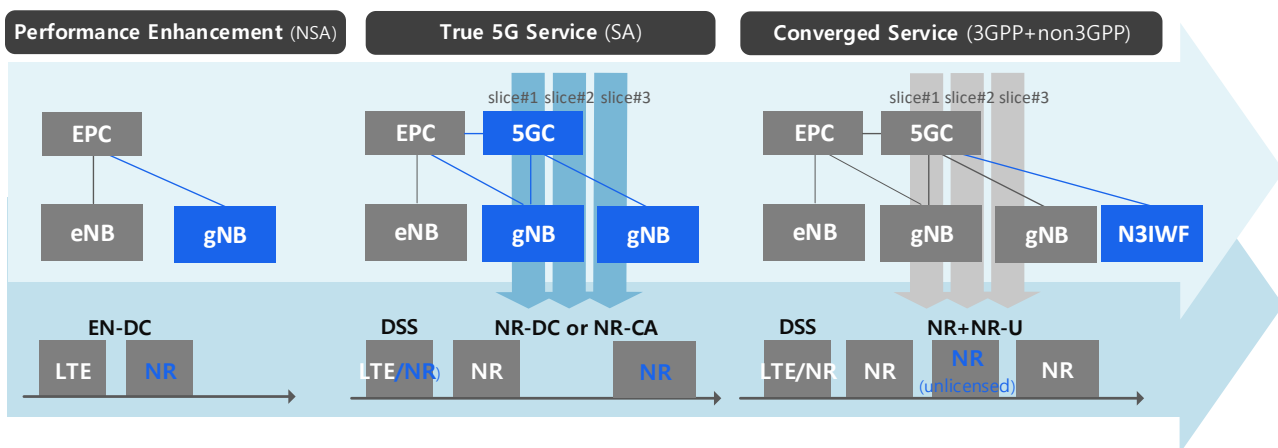 Performance Enhancement (NSA)
True 5G Service (SA)
Converged Service (3GPP+non3GPP)
slice#1 slice#2 slice#3
slice#1 slice#2 slice#3
EPC
EPC
5GC
EPC
5GC
eNB
gNB
eNB
gNB
gNB
eNB
gNB
gNB
N3IWF
EN-DC
DSS
NR-DC or NR-CA
DSS
NR+NR-U
LTE
NR
LTE/NR)
NR
NR
LTE/NR
NR
NR
(unlicensed)
NR